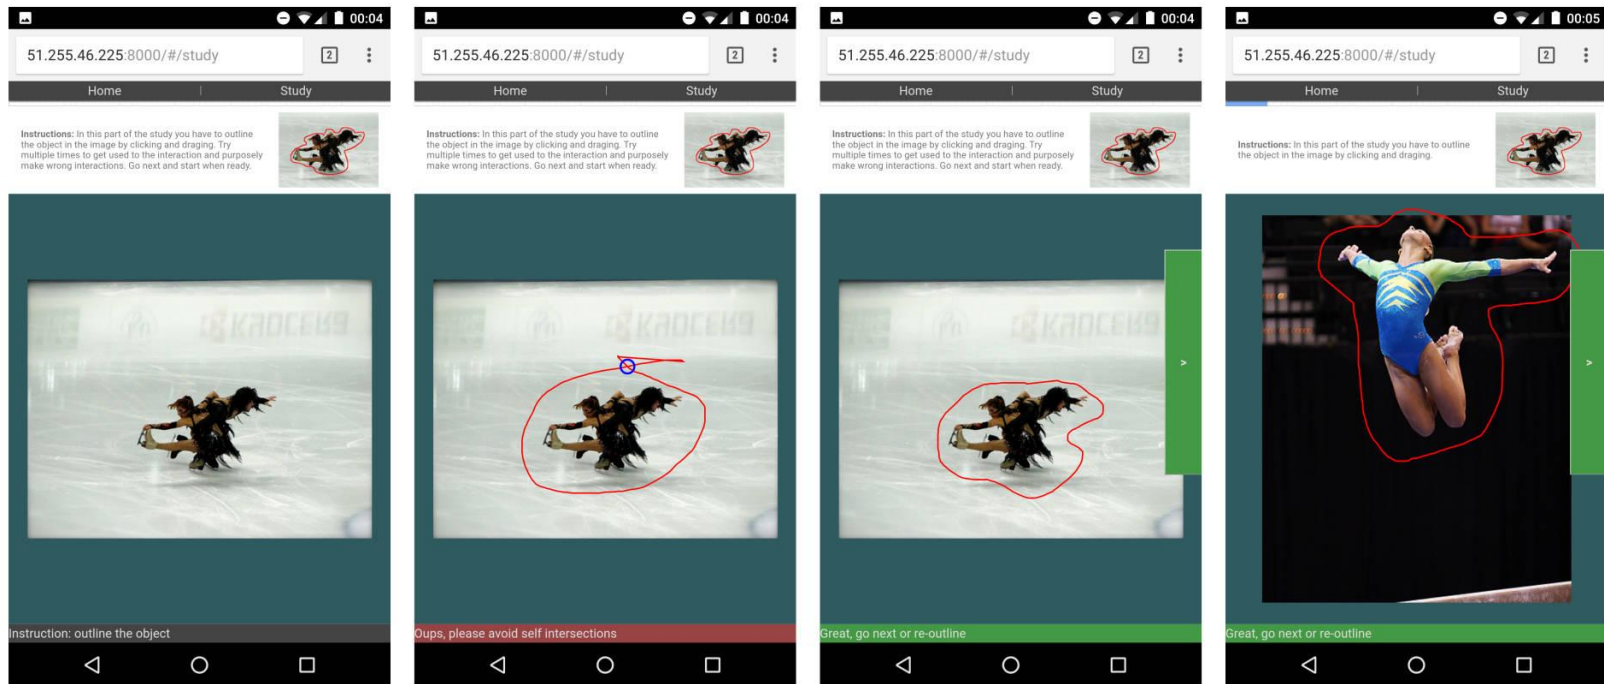 00:04
51.255.46.225:8000/#/study
2
Home | Study
Instructions: In this part of the study you have to outline
the object in the image by clicking and draging. Try
multiple times to get used to the interaction and purposely
make wrong interactions. Go next and start when ready.
KYOCERA
Instruction: outline the object
00:04
51.255.46.225:8000/#/study
2
Home | Study
Instructions: In this part of the study you have to outline
the object in the image by clicking and draging. Try
multiple times to get used to the interaction and purposely
make wrong interactions. Go next and start when ready.
KYOCERA
Oups, please avoid self intersections
00:04
51.255.46.225:8000/#/study
2
Home | Study
Instructions: In this part of the study you have to outline
the object in the image by clicking and draging. Try
multiple times to get used to the interaction and purposely
make wrong interactions. Go next and start when ready.
KYOCERA
>
Great, go next or re-outline
00:05
51.255.46.225:8000/#/study
2
Home | Study
Instructions: In this part of the study you have to outline
the object in the image by clicking and draging.
>
Great, go next or re-outline